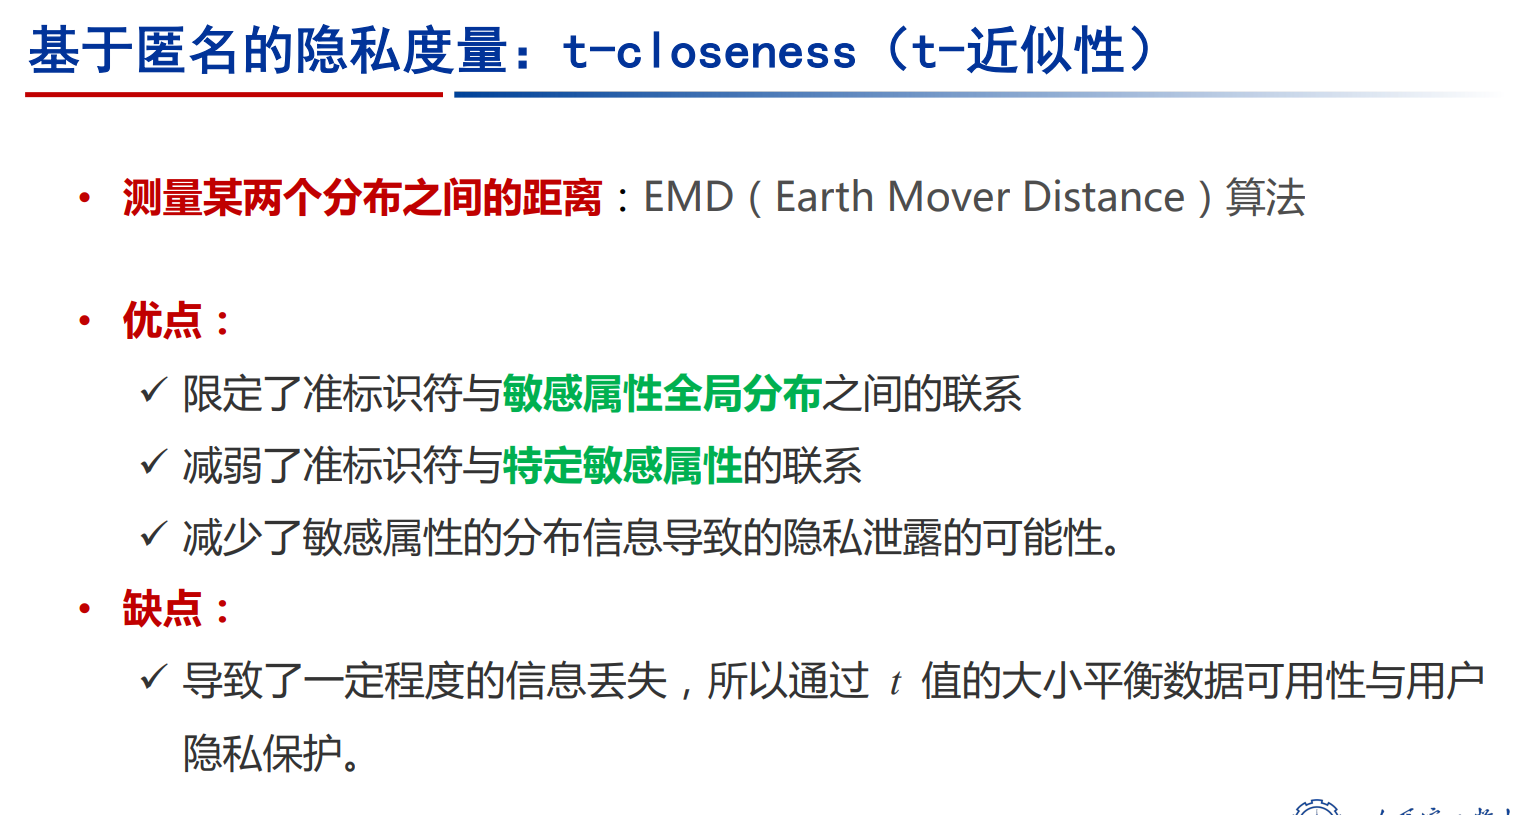 基于匿名的隐私度量：t-closeness（t-近似性）
• 测量某两个分布之间的距离：EMD（Earth Mover Distance）算法
• 优点：
✓ 限定了准标识符与敏感属性全局分布之间的联系
✓ 减弱了准标识符与特定敏感属性的联系
✓ 减少了敏感属性的分布信息导致的隐私泄露的可能性。
• 缺点：
✓ 导致了一定程度的信息丢失，所以通过 t 值的大小平衡数据可用性与用户
隐私保护。